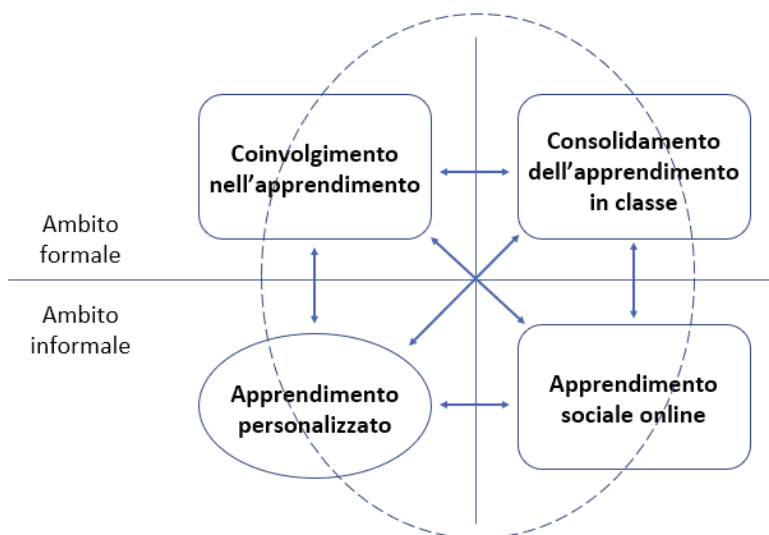 Coinvolgimento
nell'apprendimento
Consolidamento
dell'apprendimento
in classe
Ambito
formale
Ambito
informale
Apprendimento
personalizzato
Apprendimento
sociale online